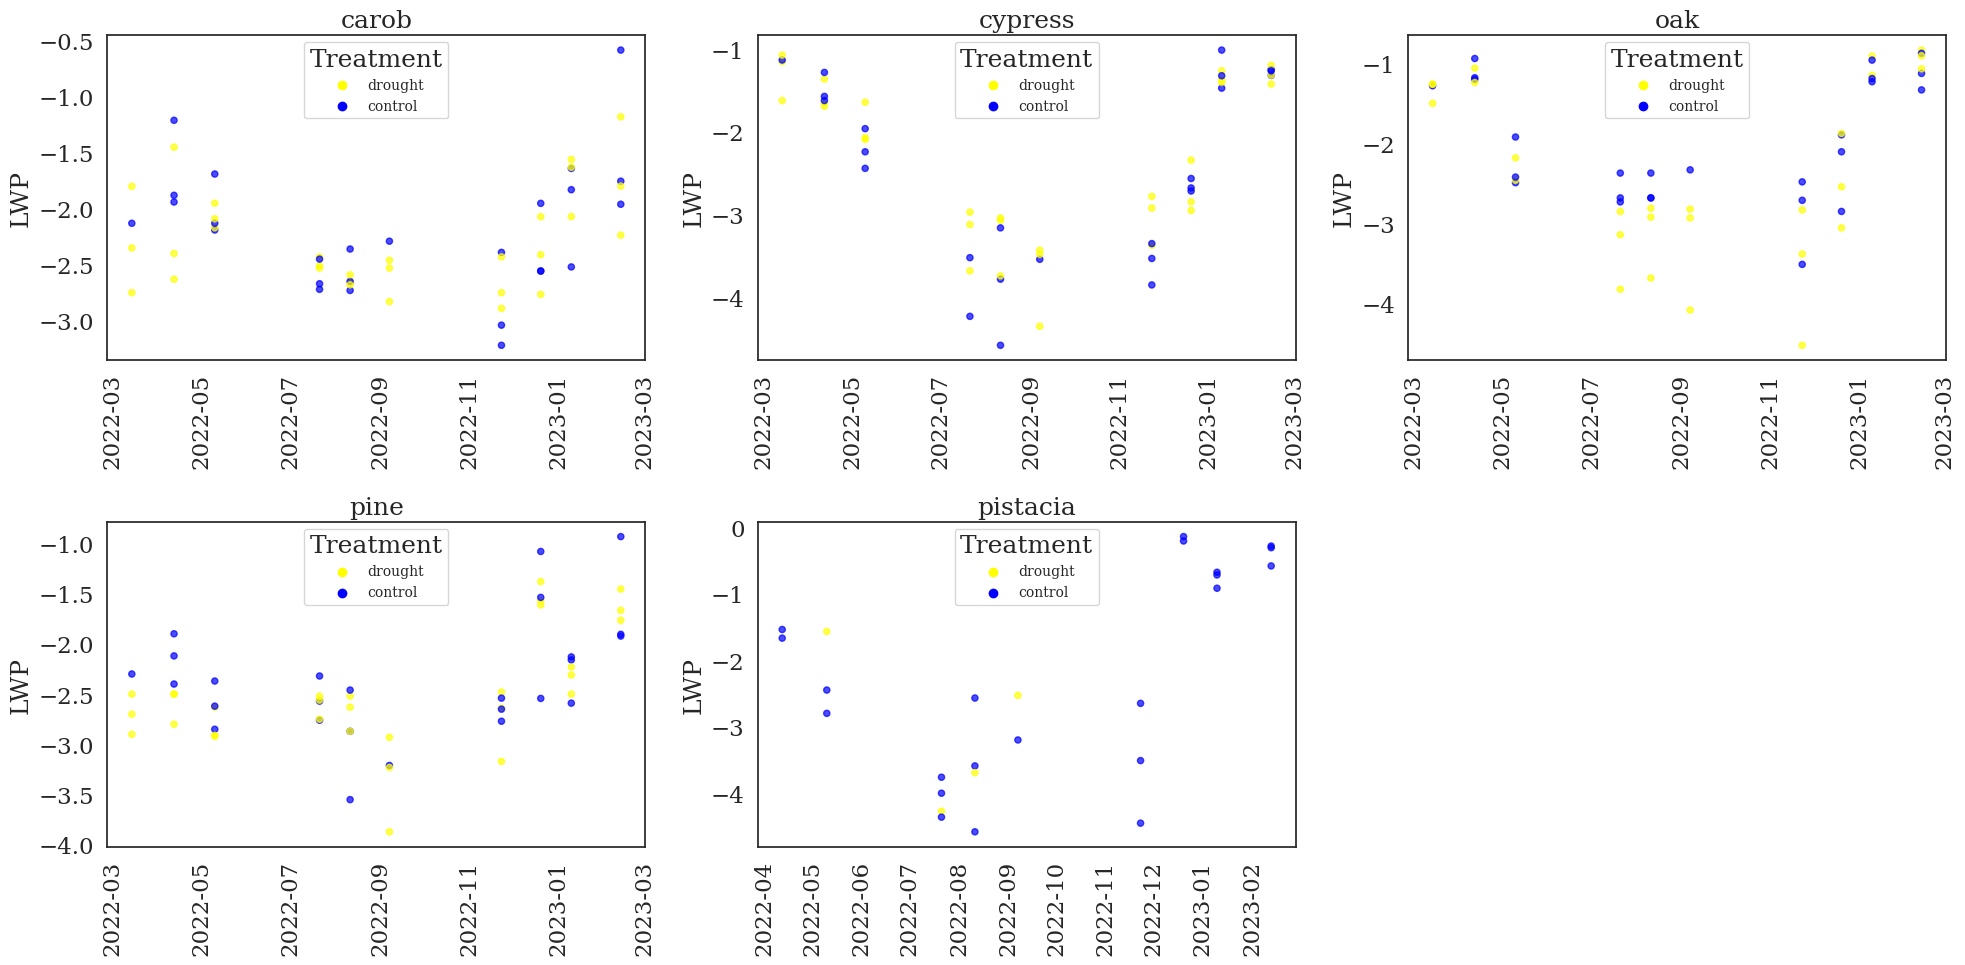 carob
Treatment
drought
control
LWP
−0.5
−1.0
−1.5
−2.0
−2.5
−3.0
2022-03
2022-05
2022-07
2022-09
2022-11
2023-01
2023-03
cypress
Treatment
drought
control
LWP
−1
−2
−3
−4
2022-03
2022-05
2022-07
2022-09
2022-11
2023-01
2023-03
oak
Treatment
drought
control
LWP
−1
−2
−3
−4
2022-03
2022-05
2022-07
2022-09
2022-11
2023-01
2023-03
pine
Treatment
drought
control
LWP
−1.0
−1.5
−2.0
−2.5
−3.0
−3.5
−4.0
2022-03
2022-05
2022-07
2022-09
2022-11
2023-01
2023-03
pistacia
Treatment
drought
control
LWP
0
−1
−2
−3
−4
2022-04
2022-05
2022-06
2022-07
2022-08
2022-09
2022-10
2022-11
2022-12
2023-01
2023-02